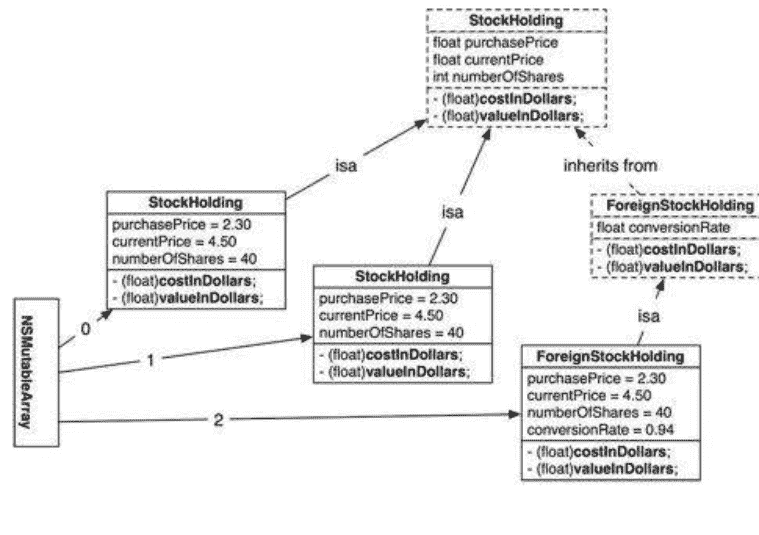 StockHolding
float purchasePrice
float currentPrice
int numberOfShares
- (float)costInDollars;
- (float)valueInDollars;
isa
isa
inherits from
StockHolding
purchasePrice = 2.30
currentPrice = 4.50
numberOfShares = 40
- (float)costInDollars;
- (float)valueInDollars;
ForeignStockHolding
float conversionRate
- (float)costInDollars;
- (float)valueInDollars;
StockHolding
purchasePrice = 2.30
currentPrice = 4.50
numberOfShares = 40
- (float)costInDollars;
- (float)valueInDollars;
isa
NSMutableArray
0
1
2
ForeignStockHolding
purchasePrice = 2.30
currentPrice = 4.50
numberOfShares = 40
conversionRate = 0.94
- (float)costInDollars;
- (float)valueInDollars;